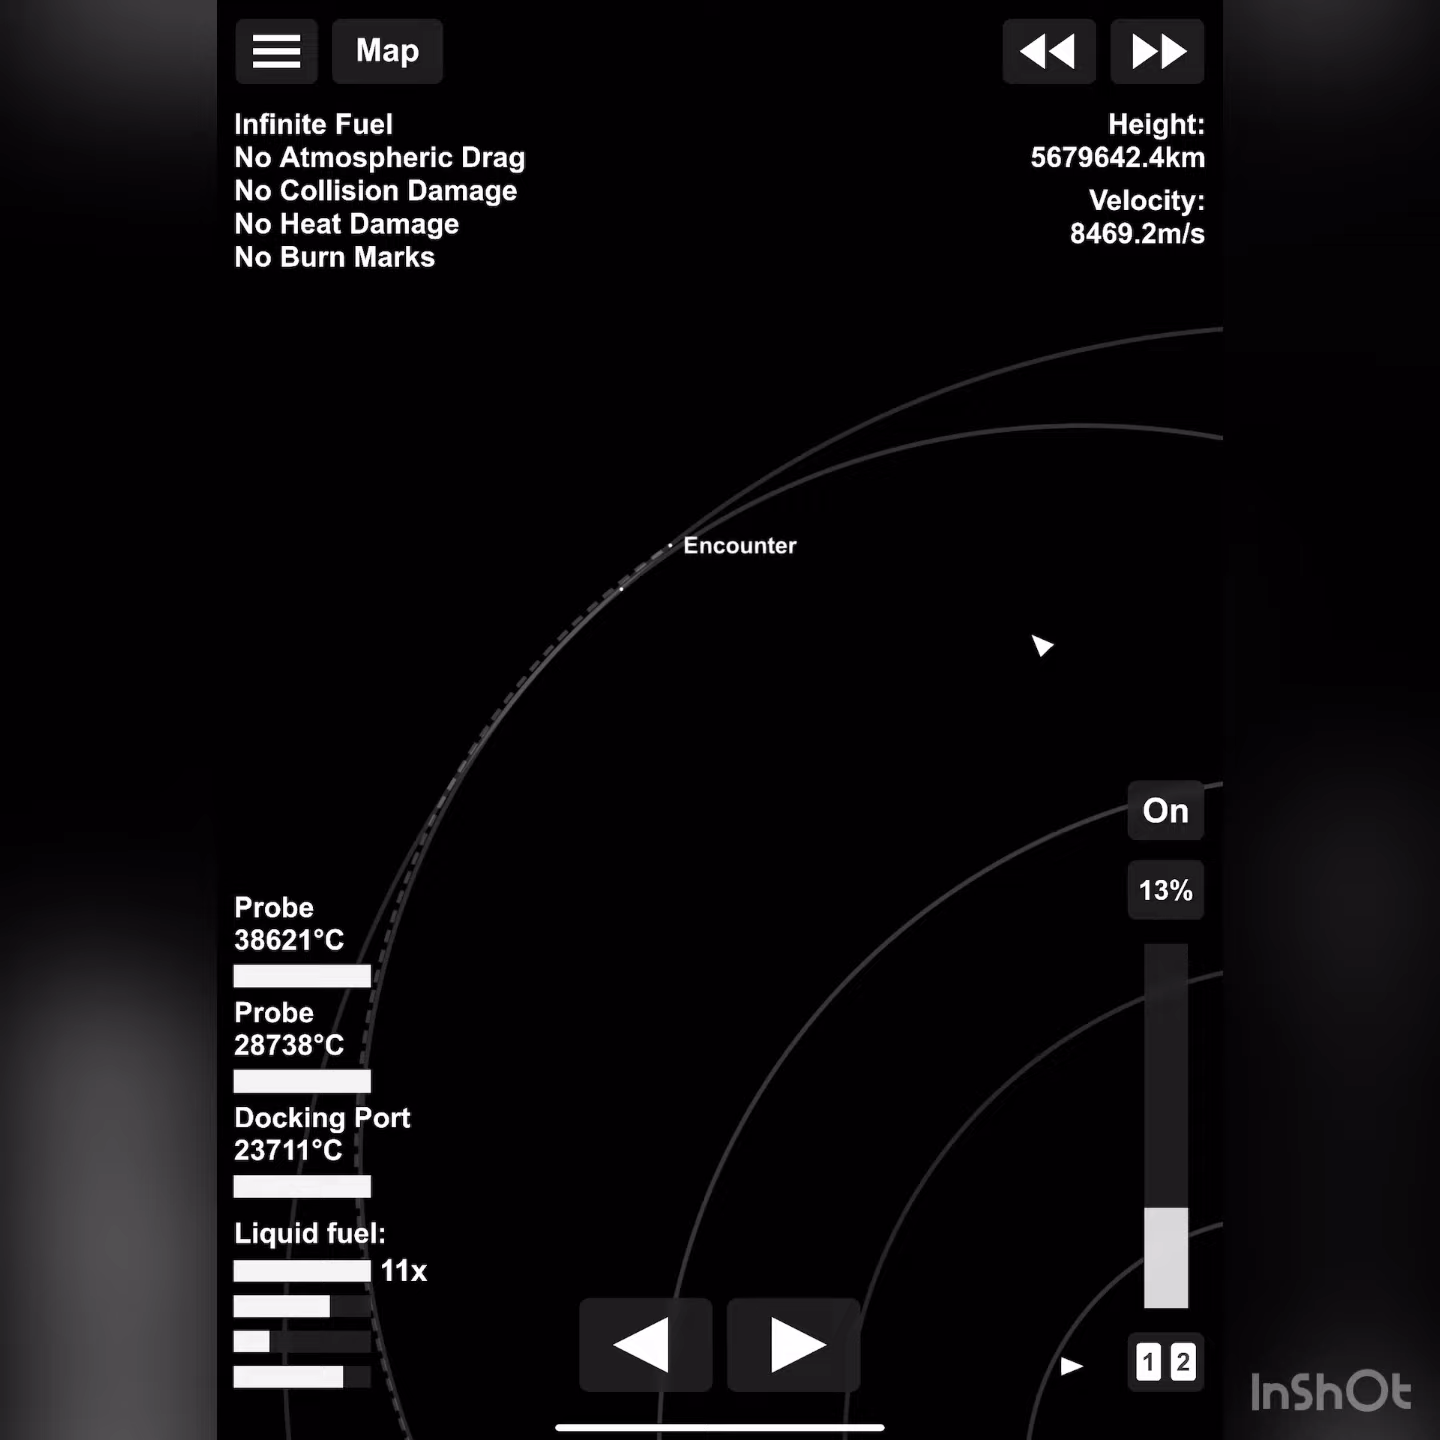 Map
Infinite Fuel
No Atmospheric Drag
No Collision Damage
No Heat Damage
No Burn Marks
Height:
5679642.4km
Velocity:
8469.2m/s
Encounter
On
13%
Probe
38621°C
Probe
28738°C
Docking Port
23711°C
Liquid fuel:
11x
1 2
InShOt